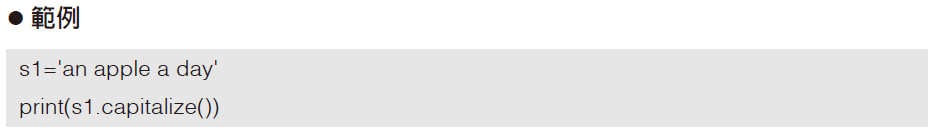 ● 範例
s1='an apple a day'
print(s1.capitalize())